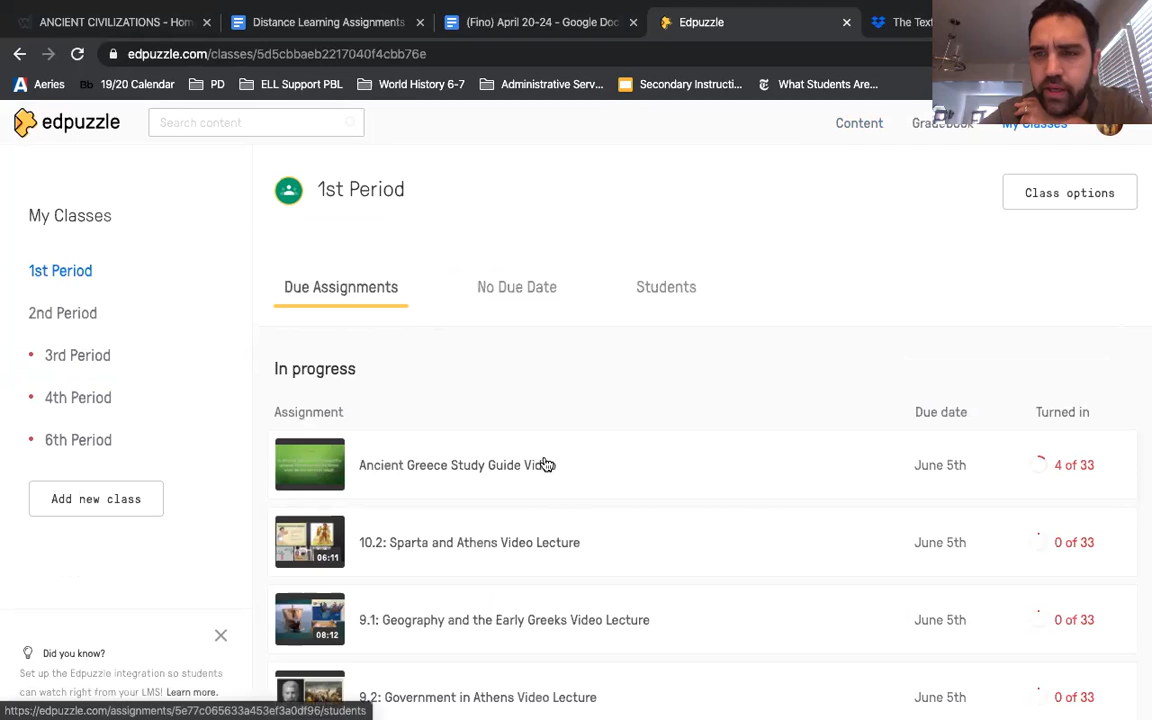 ANCIENT CIVILIZATIONS - Hom
Distance Learning Assignments
(Fino) April 20-24 - Google Doc
Edpuzzle
The Text
edpuzzle.com/classes/5d5cbbaeb2217040f4cbb76e
Aeries
Bb 19/20 Calendar
PD
ELL Support PBL
World History 6-7
Administrative Serv...
Secondary Instructi...
What Students Are...
edpuzzle
Search content
Content
Gradebook
My Classes
1st Period
Class options
My Classes
1st Period
2nd Period
3rd Period
4th Period
6th Period
Add new class
Due Assignments
No Due Date
Students
In progress
Assignment
Due date
Turned in
Ancient Greece Study Guide Video
June 5th
4 of 33
06:11
10.2: Sparta and Athens Video Lecture
June 5th
0 of 33
08:12
9.1: Geography and the Early Greeks Video Lecture
June 5th
0 of 33
9.2: Government in Athens Video Lecture
June 5th
0 of 33
Did you know?
Set up the Edpuzzle integration so students
can watch right from your LMS! Learn more.
https://edpuzzle.com/assignments/5e77c065633a453ef3a0df96/students